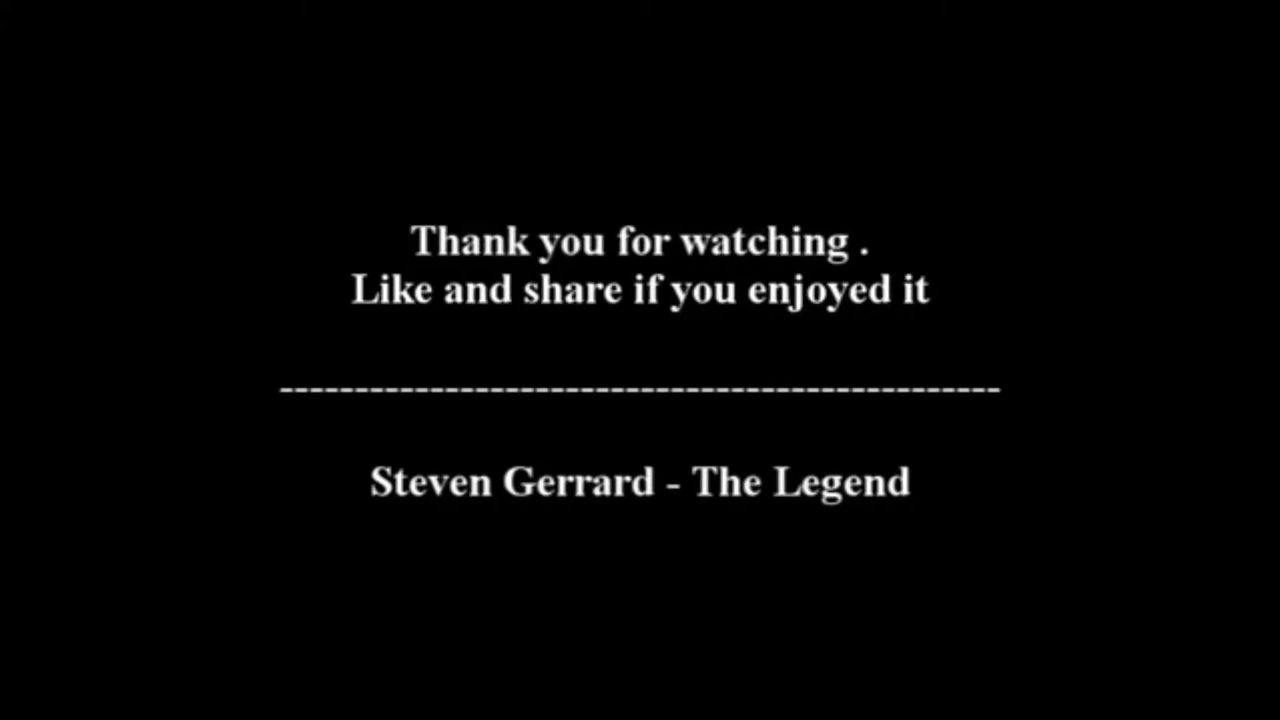 Thank you for watching .
Like and share if you enjoyed it
------------------------------------------------
Steven Gerrard - The Legend